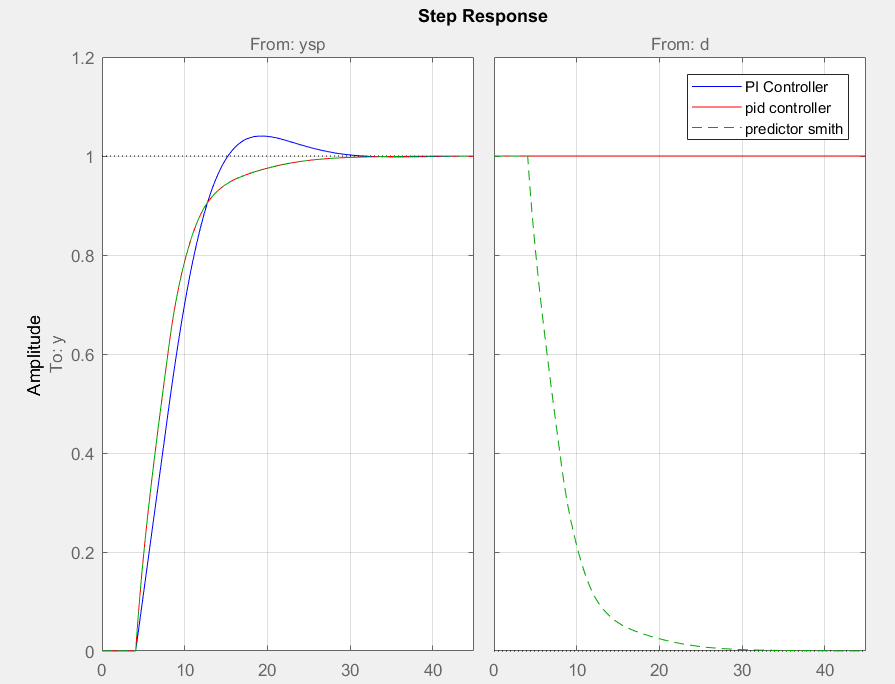 Step Response
From: ysp
From: d
PI Controller
pid controller
predictor smith
Amplitude
To: y
1.2
1
0.8
0.6
0.4
0.2
0
0
10
20
30
40
0
10
20
30
40